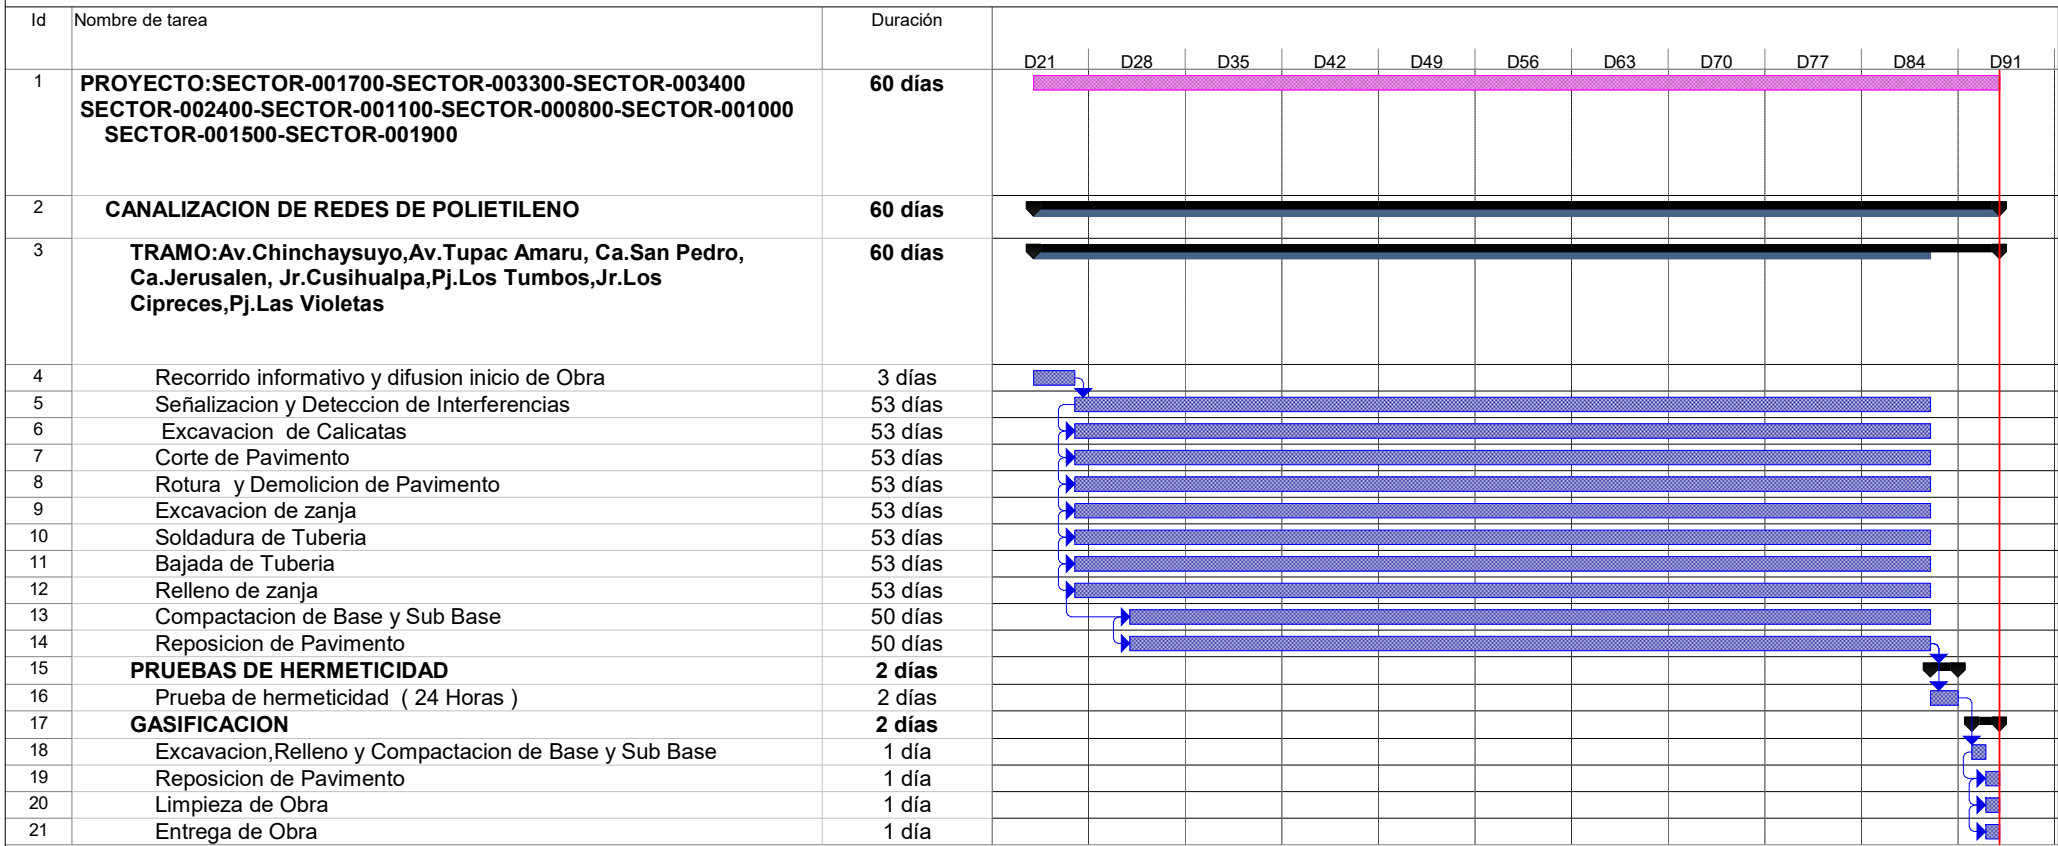 Id Nombre de tarea Duración
D21 D28 D35 D42 D49 D56 D63 D70 D77 D84 D91
1 PROYECTO:SECTOR-001700-SECTOR-003300-SECTOR-003400 60 días
SECTOR-002400-SECTOR-001100-SECTOR-000800-SECTOR-001000
SECTOR-001500-SECTOR-001900
2 CANALIZACION DE REDES DE POLIETILENO 60 días
3 TRAMO:Av.Chinchaysuyo,Av.Tupac Amaru, Ca.San Pedro, 60 días
Ca.Jerusalen, Jr.Cusihualpa,Pj.Los Tumbos,Jr.Los
Cipreces,Pj.Las Violetas
4 Recorrido informativo y difusion inicio de Obra 3 días
5 Señalizacion y Deteccion de Interferencias 53 días
6 Excavacion de Calicatas 53 días
7 Corte de Pavimento 53 días
8 Rotura y Demolicion de Pavimento 53 días
9 Excavacion de zanja 53 días
10 Soldadura de Tuberia 53 días
11 Bajada de Tuberia 53 días
12 Relleno de zanja 53 días
13 Compactacion de Base y Sub Base 50 días
14 Reposicion de Pavimento 50 días
15 PRUEBAS DE HERMETICIDAD 2 días
16 Prueba de hermeticidad ( 24 Horas ) 2 días
17 GASIFICACION 2 días
18 Excavacion,Relleno y Compactacion de Base y Sub Base 1 día
19 Reposicion de Pavimento 1 día
20 Limpieza de Obra 1 día
21 Entrega de Obra 1 día